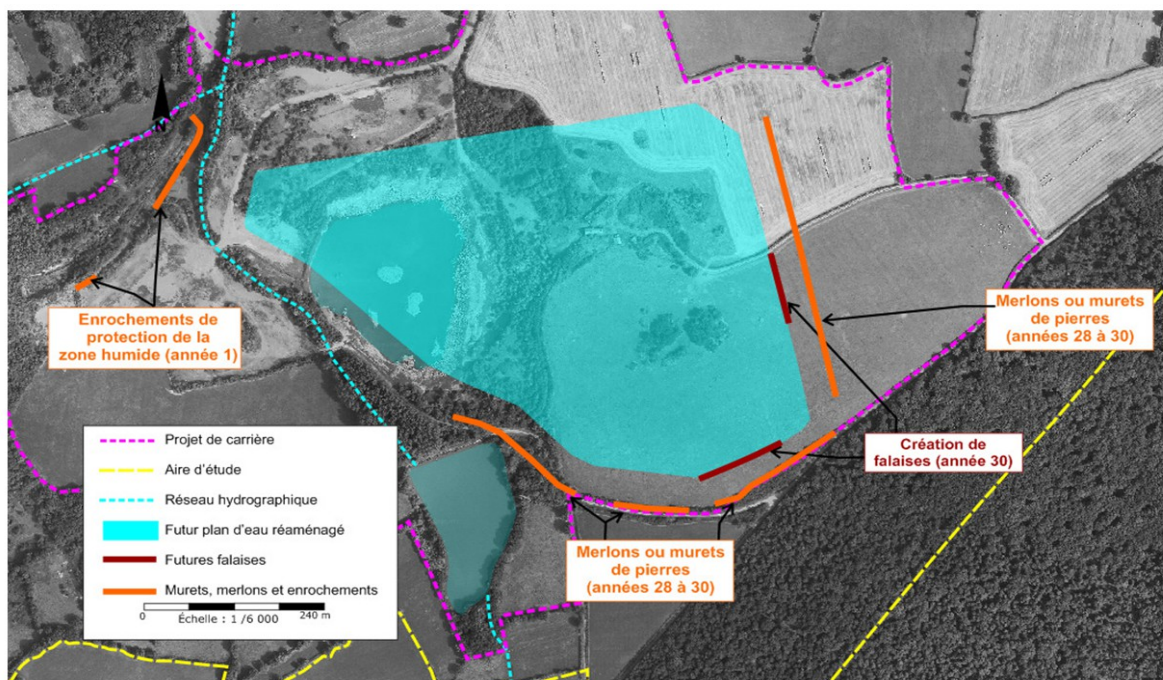 Enrochements de
protection de la
zone humide (année 1)
Merlons ou murets
de pierres
(années 28 à 30)
Création de
falaises (année 30)
Merlons ou murets
de pierres
(années 28 à 30)
Projet de carrière
Aire d'étude
Réseau hydrographique
Futur plan d'eau réaménagé
Futures falaises
Murets, merlons et enrochements
0
240 m
Échelle : 1 /6 000